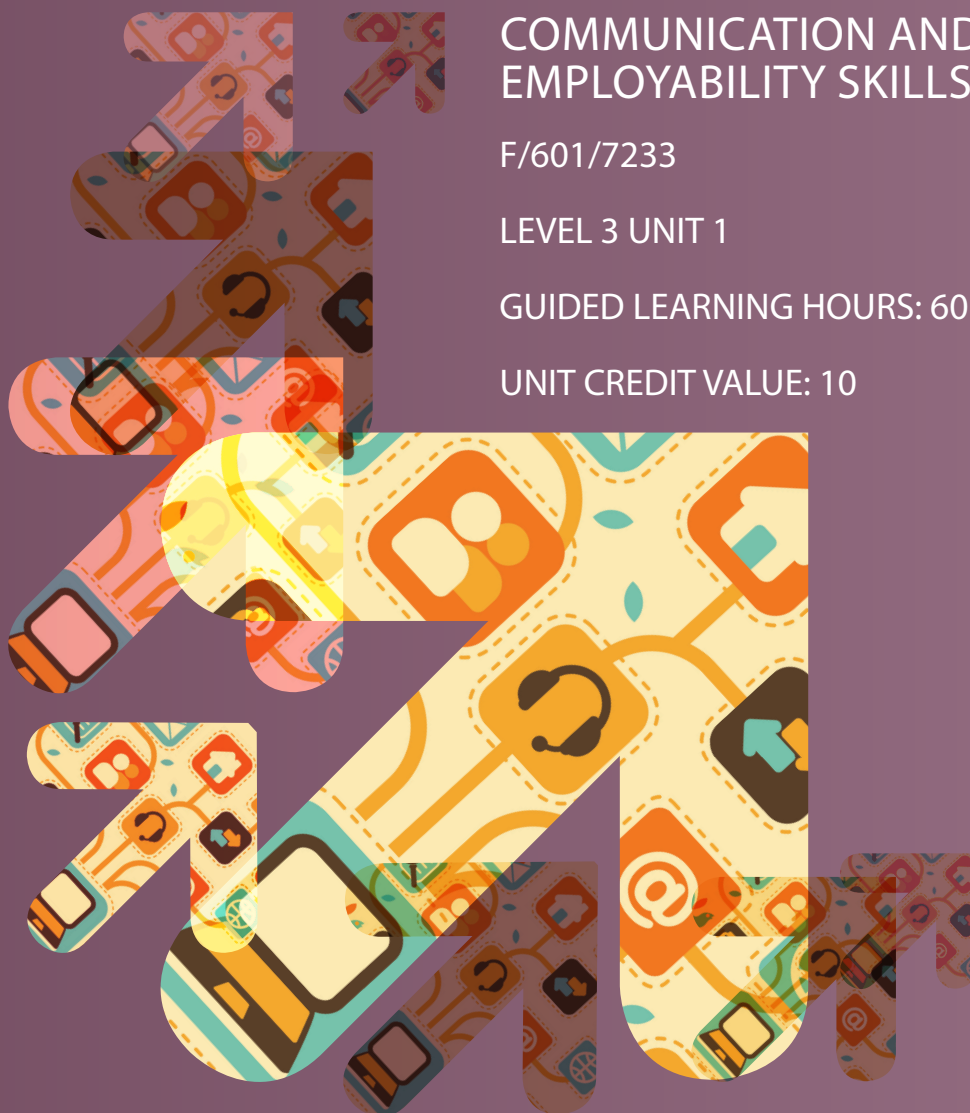 COMMUNICATION AND
EMPLOYABILITY SKILLS
F/601/7233
LEVEL 3 UNIT 1
GUIDED LEARNING HOURS: 60
UNIT CREDIT VALUE: 10